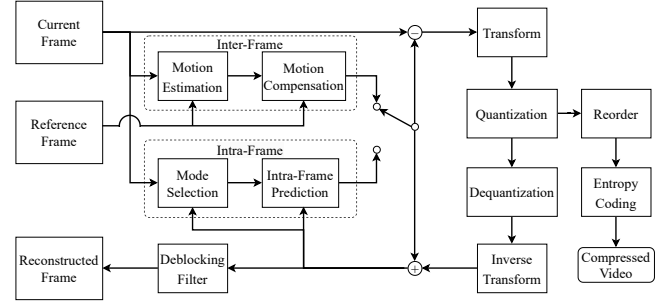 Current
Frame
Inter-Frame
Motion
Estimation
Motion
Compensation
−
Transform
Reference
Frame
Quantization
Reorder
Intra-Frame
Mode
Selection
Intra-Frame
Prediction
Dequantization
Entropy
Coding
Reconstructed
Frame
Deblocking
Filter
+
Inverse
Transform
Compressed
Video